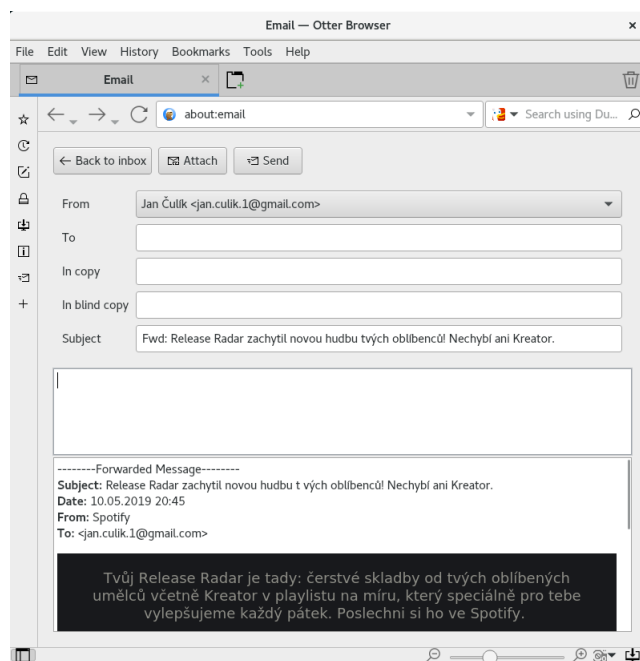 Email — Otter Browser
File Edit View History Bookmarks Tools Help
Email
about:email
Search using Du...
← Back to inbox Attach Send
From Jan Čulík <jan.culik.1@gmail.com>
To
In copy
In blind copy
Subject Fwd: Release Radar zachytil novou hudbu tvých oblíbenců! Nechybí ani Kreator.
--------Forwarded Message--------
Subject: Release Radar zachytil novou hudbu t vých oblíbenců! Nechybí ani Kreator.
Date: 10.05.2019 20:45
From: Spotify
To: <jan.culik.1@gmail.com>
Tvůj Release Radar je tady: čerstvé skladby od tvých oblíbených
umělců včetně Kreator v playlistu na míru, který speciálně pro tebe
vylepšujeme každý pátek. Poslechni si ho ve Spotify.